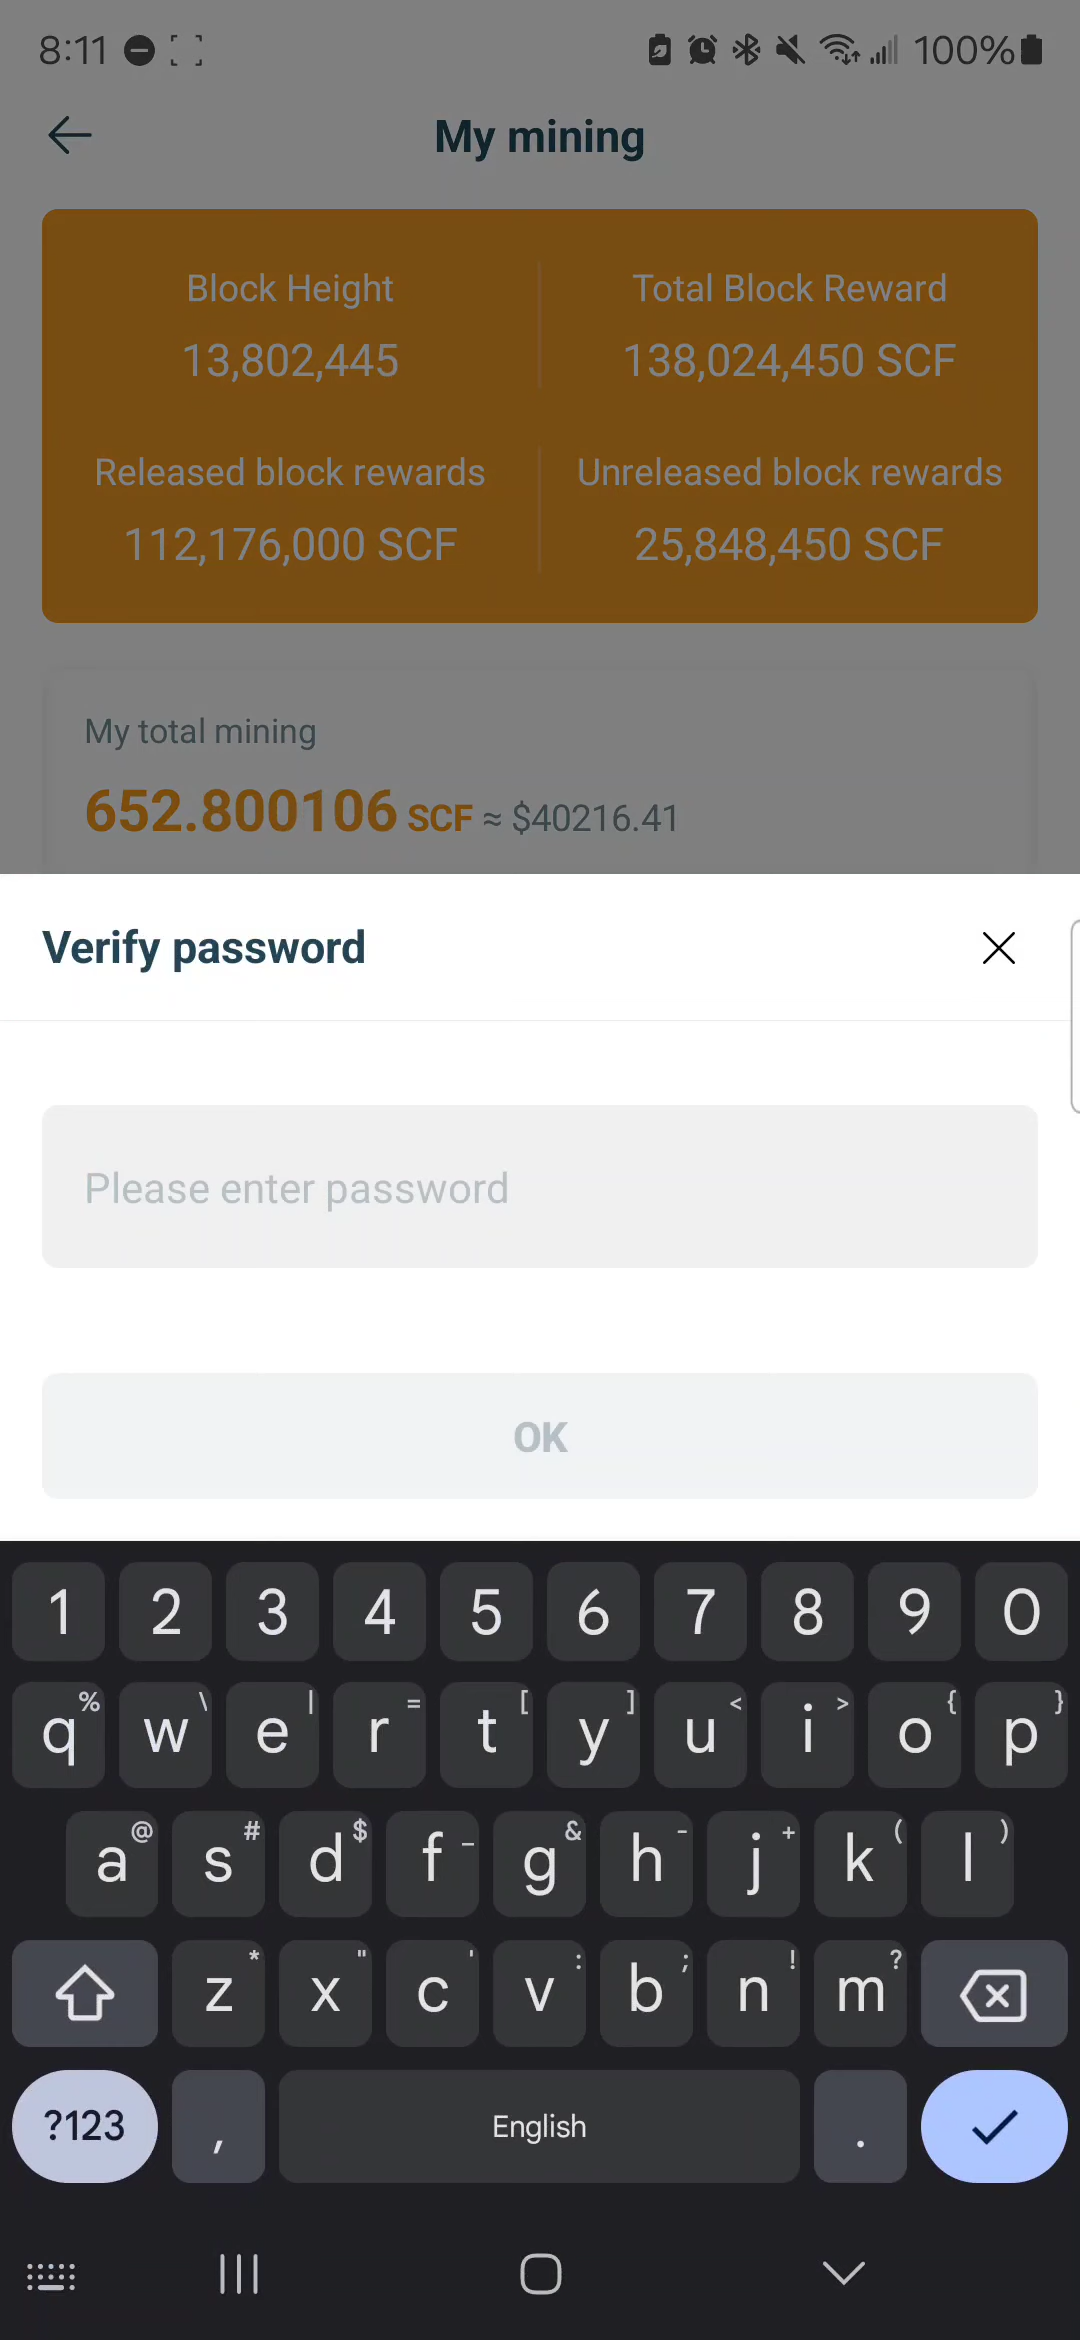 8:11 100%
My mining
Block Height Total Block Reward
13,802,445 138,024,450 SCF
Released block rewards Unreleased block rewards
112,176,000 SCF 25,848,450 SCF
My total mining
652.800106 SCF ≈ $40216.41
Verify password
Please enter password
OK
1 2 3 4 5 6 7 8 9 0
q % w \ e | r = t [ y ] u < i > o { p }
a @ s # d $ f _ g & h - j + k ( l )
z * x " c ' v : b ; n ! m ?
?123 , English .